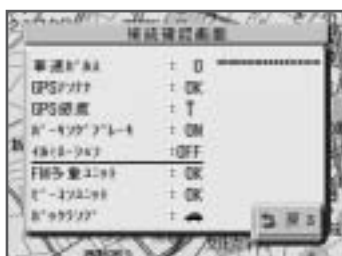 接続確認画面
車速ﾊﾟﾙｽ : 0
GPSｱﾝﾃﾅ : OK
GPS感度 :
ﾊﾟｰｷﾝｸﾞﾌﾞﾚｰｷ : ON
ｲﾙﾐﾈｰｼｮﾝ :OFF
FM多重ﾕﾆｯﾄ : OK
ﾋﾞｰｺﾝﾕﾆｯﾄ : OK
ﾊﾞｯｸﾗﾝﾌﾟ :
戻る